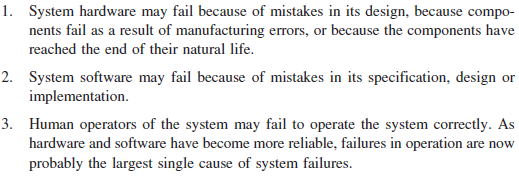 1. System hardware may fail because of mistakes in its design, because compo-
nents fail as a result of manufacturing errors, or because the components have
reached the end of their natural life.
2. System software may fail because of mistakes in its specification, design or
implementation.
3. Human operators of the system may fail to operate the system correctly. As
hardware and software have become more reliable, failures in operation are now
probably the largest single cause of system failures.